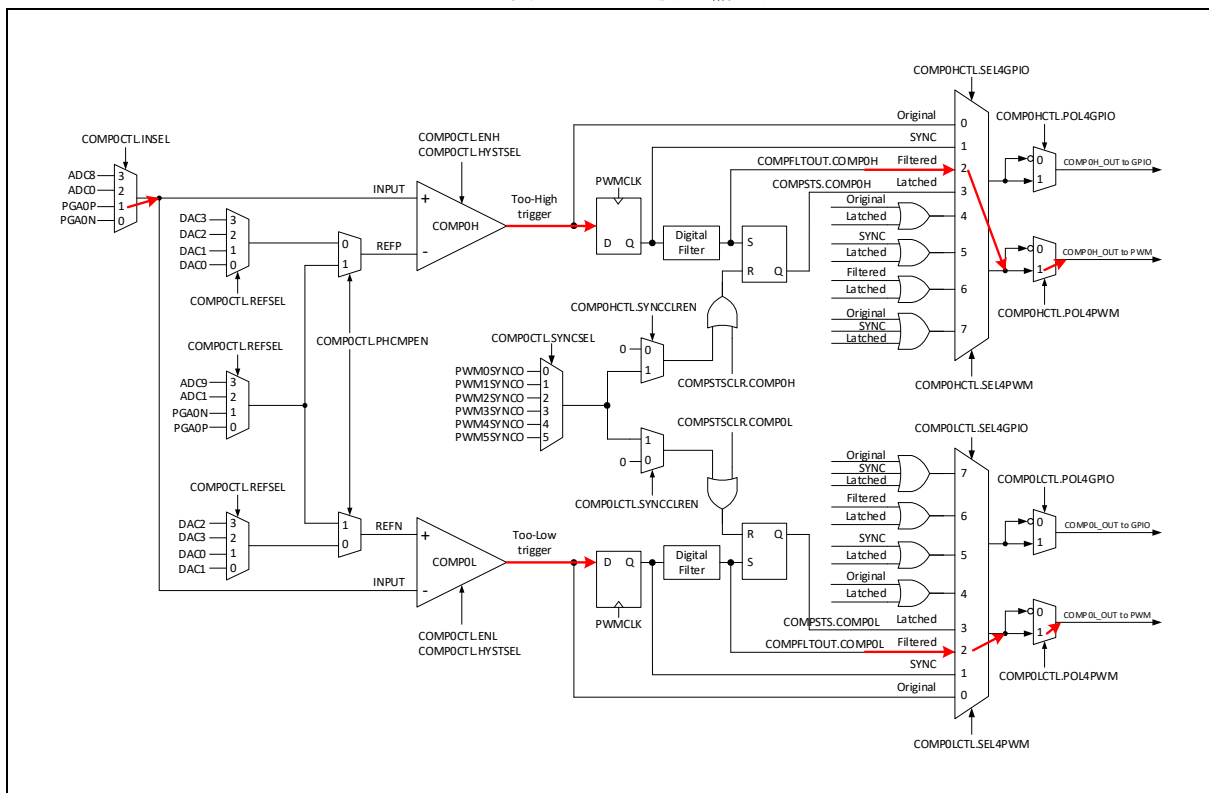 COMP0HCTL.SEL4GPIO
COMP0HCTL.POL4GPIO
COMP0CTL.INSEL
COMP0CTL.ENH
COMP0CTL.HYSTSEL
Original
0
SYNC
1
COMPFLTOUT.COMP0H
Filtered
2
COMPSTS.COMP0H
Latched
3
0
1
COMP0H_OUT to GPIO
ADC8
3
ADC0
2
PGA0P
1
PGA0N
0
INPUT
+
COMP0H
-
REFP
Too-High
trigger
PWMCLK
D
Q
Digital
Filter
S
R
Q
Original
Latched
4
SYNC
Latched
5
Filtered
Latched
6
Original
SYNC
Latched
7
0
1
COMP0H_OUT to PWM
COMP0HCTL.POL4PWM
COMP0HCTL.SEL4PWM
DAC3
3
DAC2
2
DAC1
1
DAC0
0
COMP0CTL.REFSEL
0
1
COMP0CTL.PHCMPEN
COMP0HCTL.SYNCCLREN
COMP0CTL.SYNCSEL
0
0
1
PWM0SYNCO
0
PWM1SYNCO
1
PWM2SYNCO
2
PWM3SYNCO
3
PWM4SYNCO
4
PWM5SYNCO
5
COMPSTSCLR.COMP0H
COMPSTSCLR.COMP0L
1
0
0
COMP0LCTL.SYNCCLREN
COMP0CTL.REFSEL
ADC9
3
ADC1
2
PGA0N
1
PGA0P
0
COMP0CTL.REFSEL
DAC2
3
DAC3
2
DAC0
1
DAC1
0
1
0
REFN
+
COMP0L
INPUT
-
Too-Low
trigger
COMP0CTL.ENL
COMP0CTL.HYSTSEL
D
Q
PWMCLK
Digital
Filter
R
Q
S
COMP0LCTL.SEL4GPIO
COMP0LCTL.POL4GPIO
Original
SYNC
Latched
7
Filtered
Latched
6
SYNC
Latched
5
Original
Latched
4
0
1
COMP0L_OUT to GPIO
COMPSTS.COMP0L
Latched
3
COMPFLTOUT.COMP0L
Filtered
2
SYNC
1
Original
0
0
1
COMP0L_OUT to PWM
COMP0LCTL.POL4PWM
COMP0LCTL.SEL4PWM